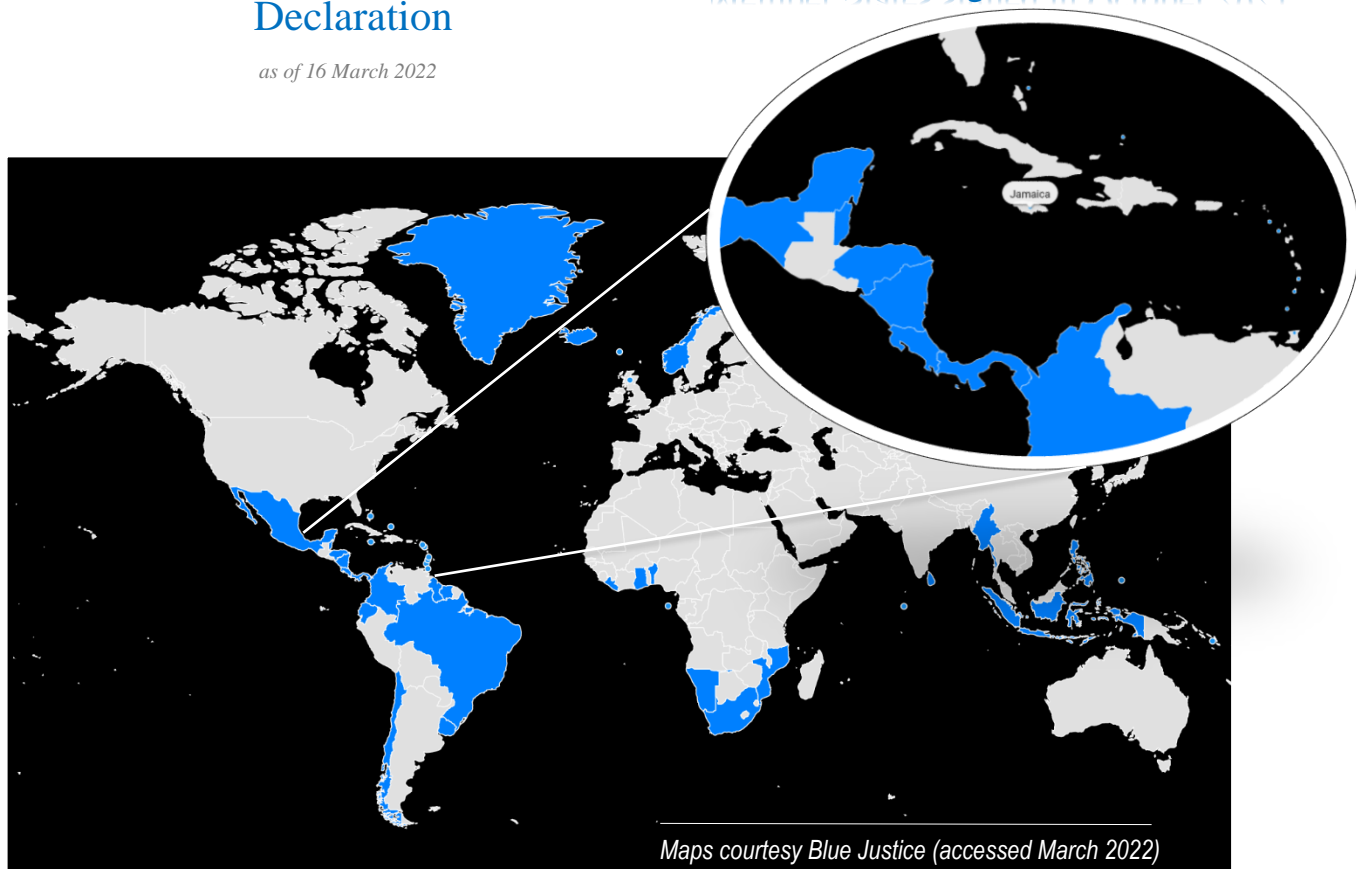 Declaration
as of 16 March 2022
Jamaica
Maps courtesy Blue Justice (accessed March 2022)